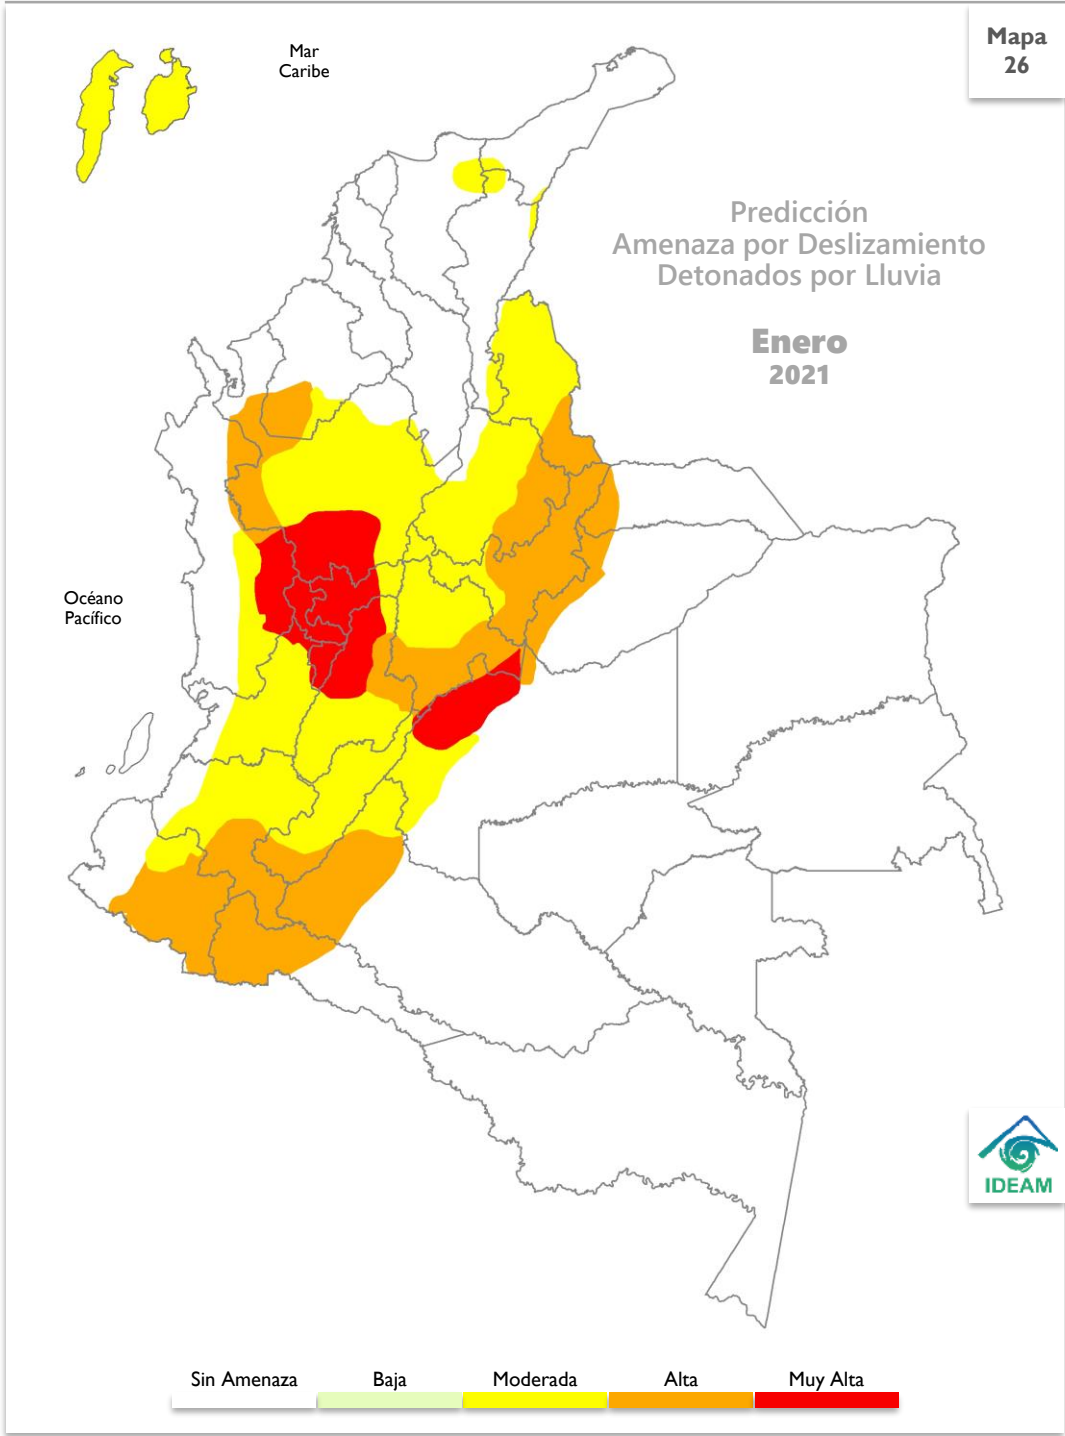 Mapa
26
Mar
Caribe
Predicción
Amenaza por Deslizamiento
Detonados por Lluvia
Enero
2021
Océano
Pacífico
IDEAM
Sin Amenaza
Baja
Moderada
Alta
Muy Alta